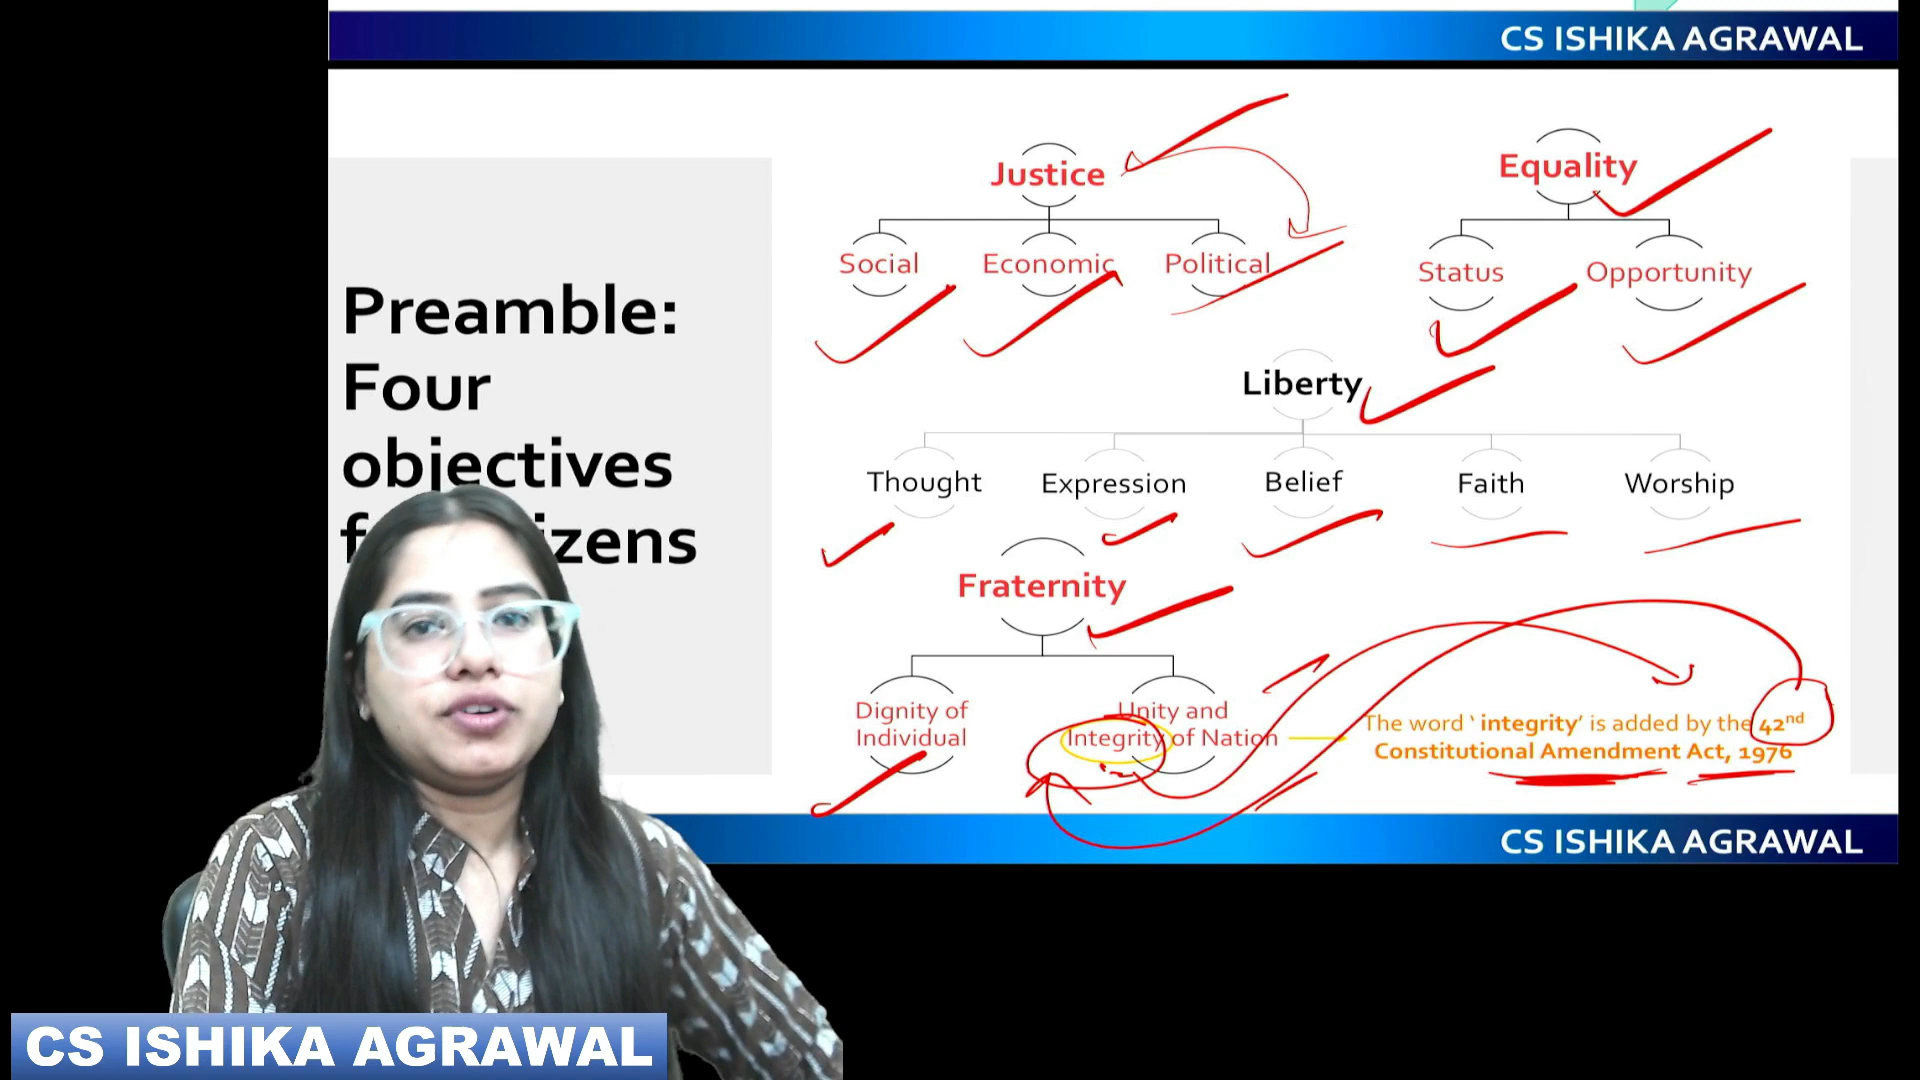 CS ISHIKA AGRAWAL
Preamble:
Four
objectives
zens
Justice
Social Economic Political
Equality
Status Opportunity
Liberty
Thought Expression Belief Faith Worship
Fraternity
Dignity of
Individual
Unity and
Integrity of Nation
The word ‘ integrity’ is added by the 42nd
Constitutional Amendment Act, 1976
CS ISHIKA AGRAWAL
CS ISHIKA AGRAWAL